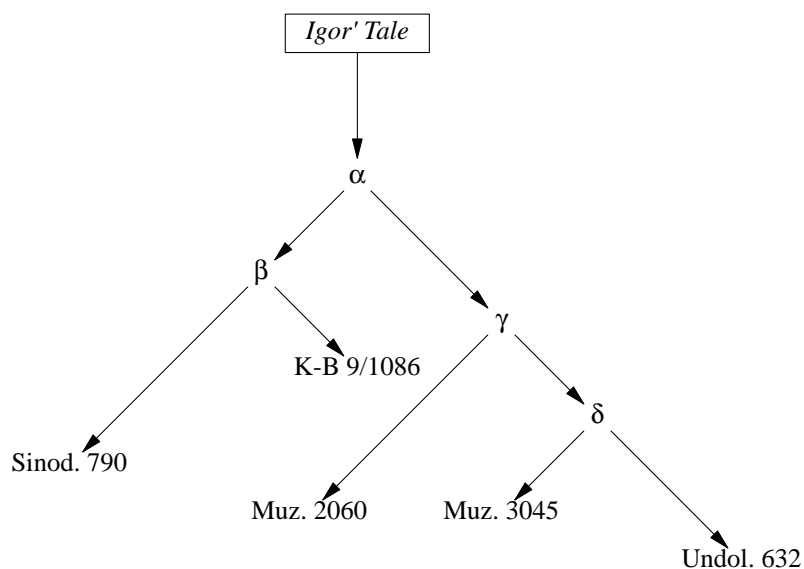 Igor' Tale
α
β
γ
K-B 9/1086
δ
Sinod. 790
Muz. 2060
Muz. 3045
Undol. 632